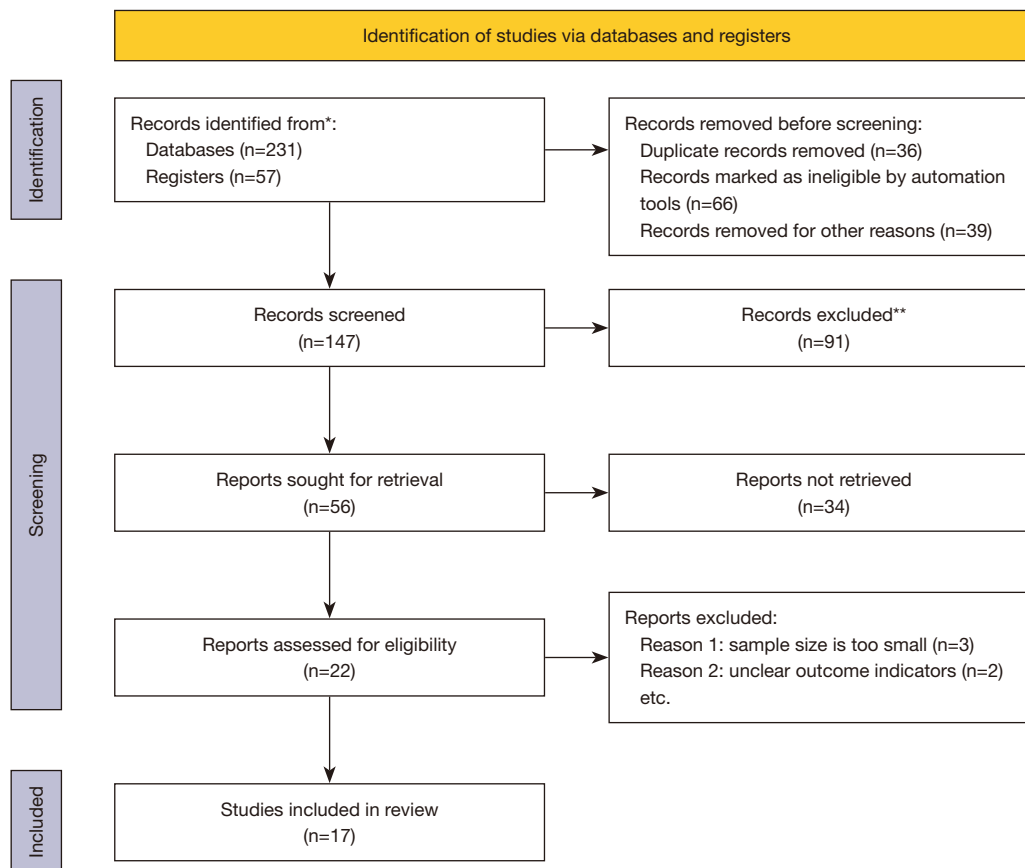 Identification of studies via databases and registers
Identification
Records identified from*:
Databases (n=231)
Registers (n=57)
Records removed before screening:
Duplicate records removed (n=36)
Records marked as ineligible by automation
tools (n=66)
Records removed for other reasons (n=39)
Screening
Records screened
(n=147)
Records excluded**
(n=91)
Reports sought for retrieval
(n=56)
Reports not retrieved
(n=34)
Reports assessed for eligibility
(n=22)
Reports excluded:
Reason 1: sample size is too small (n=3)
Reason 2: unclear outcome indicators (n=2)
etc.
Included
Studies included in review
(n=17)